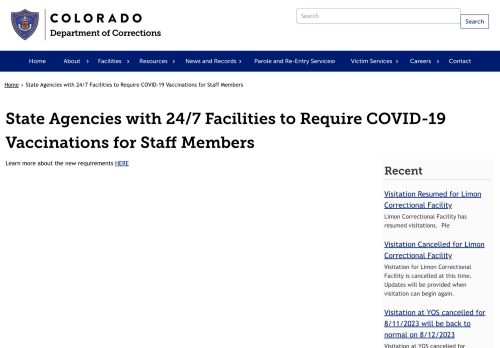 COLORADO
Department of Corrections
Search
Search
Home About Facilities Resources News and Records Parole and Re-Entry Services Victim Services Careers Contact
Home › State Agencies with 24/7 Facilities to Require COVID-19 Vaccinations for Staff Members
State Agencies with 24/7 Facilities to Require COVID-19
Vaccinations for Staff Members
Learn more about the new requirements HERE
Recent
Visitation Resumed for Limon
Correctional Facility
Limon Correctional Facility has
resumed visitations. Ple
Visitation Cancelled for Limon
Correctional Facility
Visitation for Limon Correctional
Facility is cancelled at this time.
Updates will be provided when
visitation can begin again.
Visitation at YOS cancelled for
8/11/2023 will be back to
normal on 8/12/2023
Visitation at YOS cancelled for